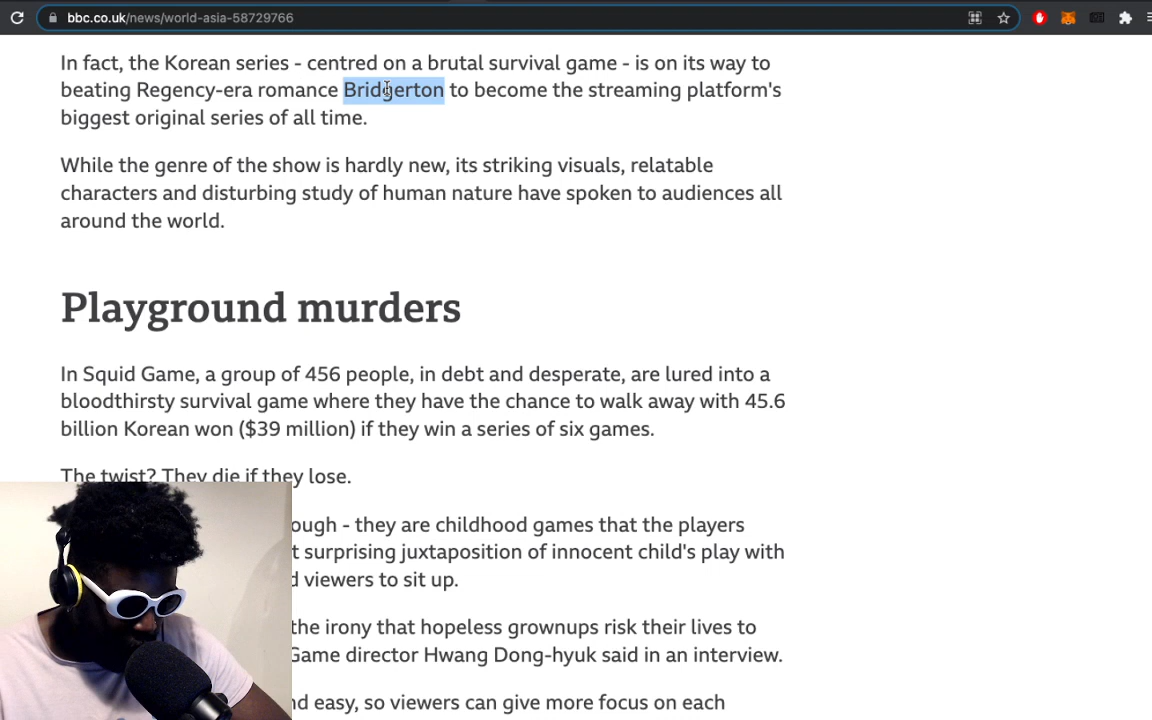 bbc.co.uk/news/world-asia-58729766
In fact, the Korean series - centred on a brutal survival game - is on its way to
beating Regency-era romance Bridgerton to become the streaming platform's
biggest original series of all time.
While the genre of the show is hardly new, its striking visuals, relatable
characters and disturbing study of human nature have spoken to audiences all
around the world.
Playground murders
In Squid Game, a group of 456 people, in debt and desperate, are lured into a
bloodthirsty survival game where they have the chance to walk away with 45.6
billion Korean won ($39 million) if they win a series of six games.
The twist? They die if they lose.
- they are childhood games that the players
surprising juxtaposition of innocent child's play with
viewers to sit up.
the irony that hopeless grownups risk their lives to
Game director Hwang Dong-hyuk said in an interview.
easy, so viewers can give more focus on each